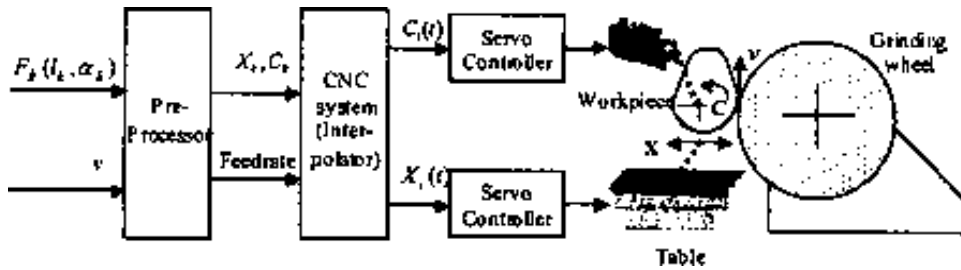 F_k (l_k, α_k)
v
Pre-
Processor
X_k, C_k
Feedrate
CNC
system
(Inter-
polator)
C_i(t)
X_i(t)
Servo
Controller
Servo
Controller
Workpiece
C
v
X
Table
Grinding
wheel